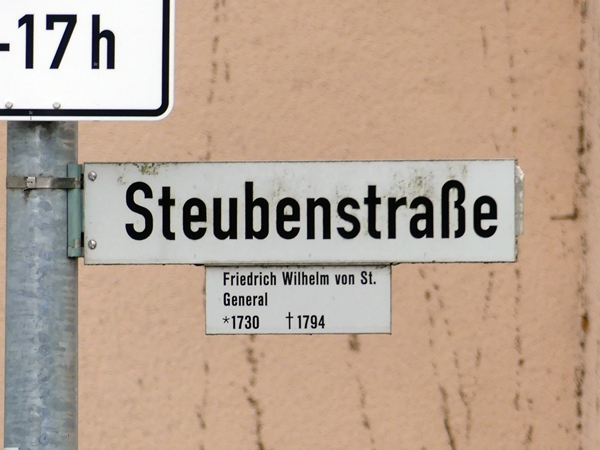 -17 h
Steubenstraße
Friedrich Wilhelm von St.
General
*1730 †1794